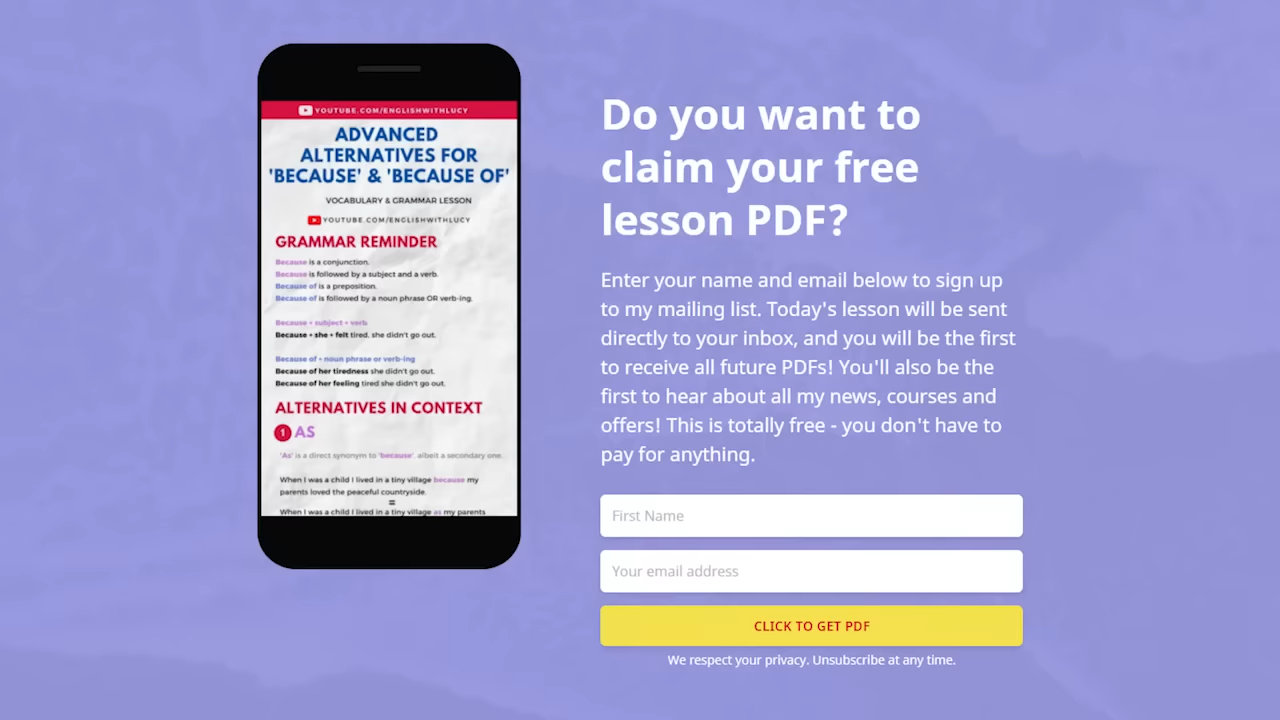 YOUTUBE.COM/ENGLISHWITHLUCY
ADVANCED
ALTERNATIVES FOR
'BECAUSE' & 'BECAUSE OF'
VOCABULARY & GRAMMAR LESSON
YOUTUBE.COM/ENGLISHWITHLUCY
GRAMMAR REMINDER
Because is a conjunction.
Because is followed by a subject and a verb.
Because of is a preposition.
Because of is followed by a noun phrase OR verb-ing.
Because + subject + verb
Because + she + felt tired, she didn't go out.
Because of + noun phrase or verb-ing
Because of her tiredness she didn't go out.
Because of her feeling tired she didn't go out.
ALTERNATIVES IN CONTEXT
1 AS
'As' is a direct synonym to 'because', albeit a secondary one.
When I was a child I lived in a tiny village because my
parents loved the peaceful countryside.
=
When I was a child I lived in a tiny village as my parents
Do you want to
claim your free
lesson PDF?
Enter your name and email below to sign up
to my mailing list. Today's lesson will be sent
directly to your inbox, and you will be the first
to receive all future PDFs! You'll also be the
first to hear about all my news, courses and
offers! This is totally free - you don't have to
pay for anything.
First Name
Your email address
CLICK TO GET PDF
We respect your privacy. Unsubscribe at any time.